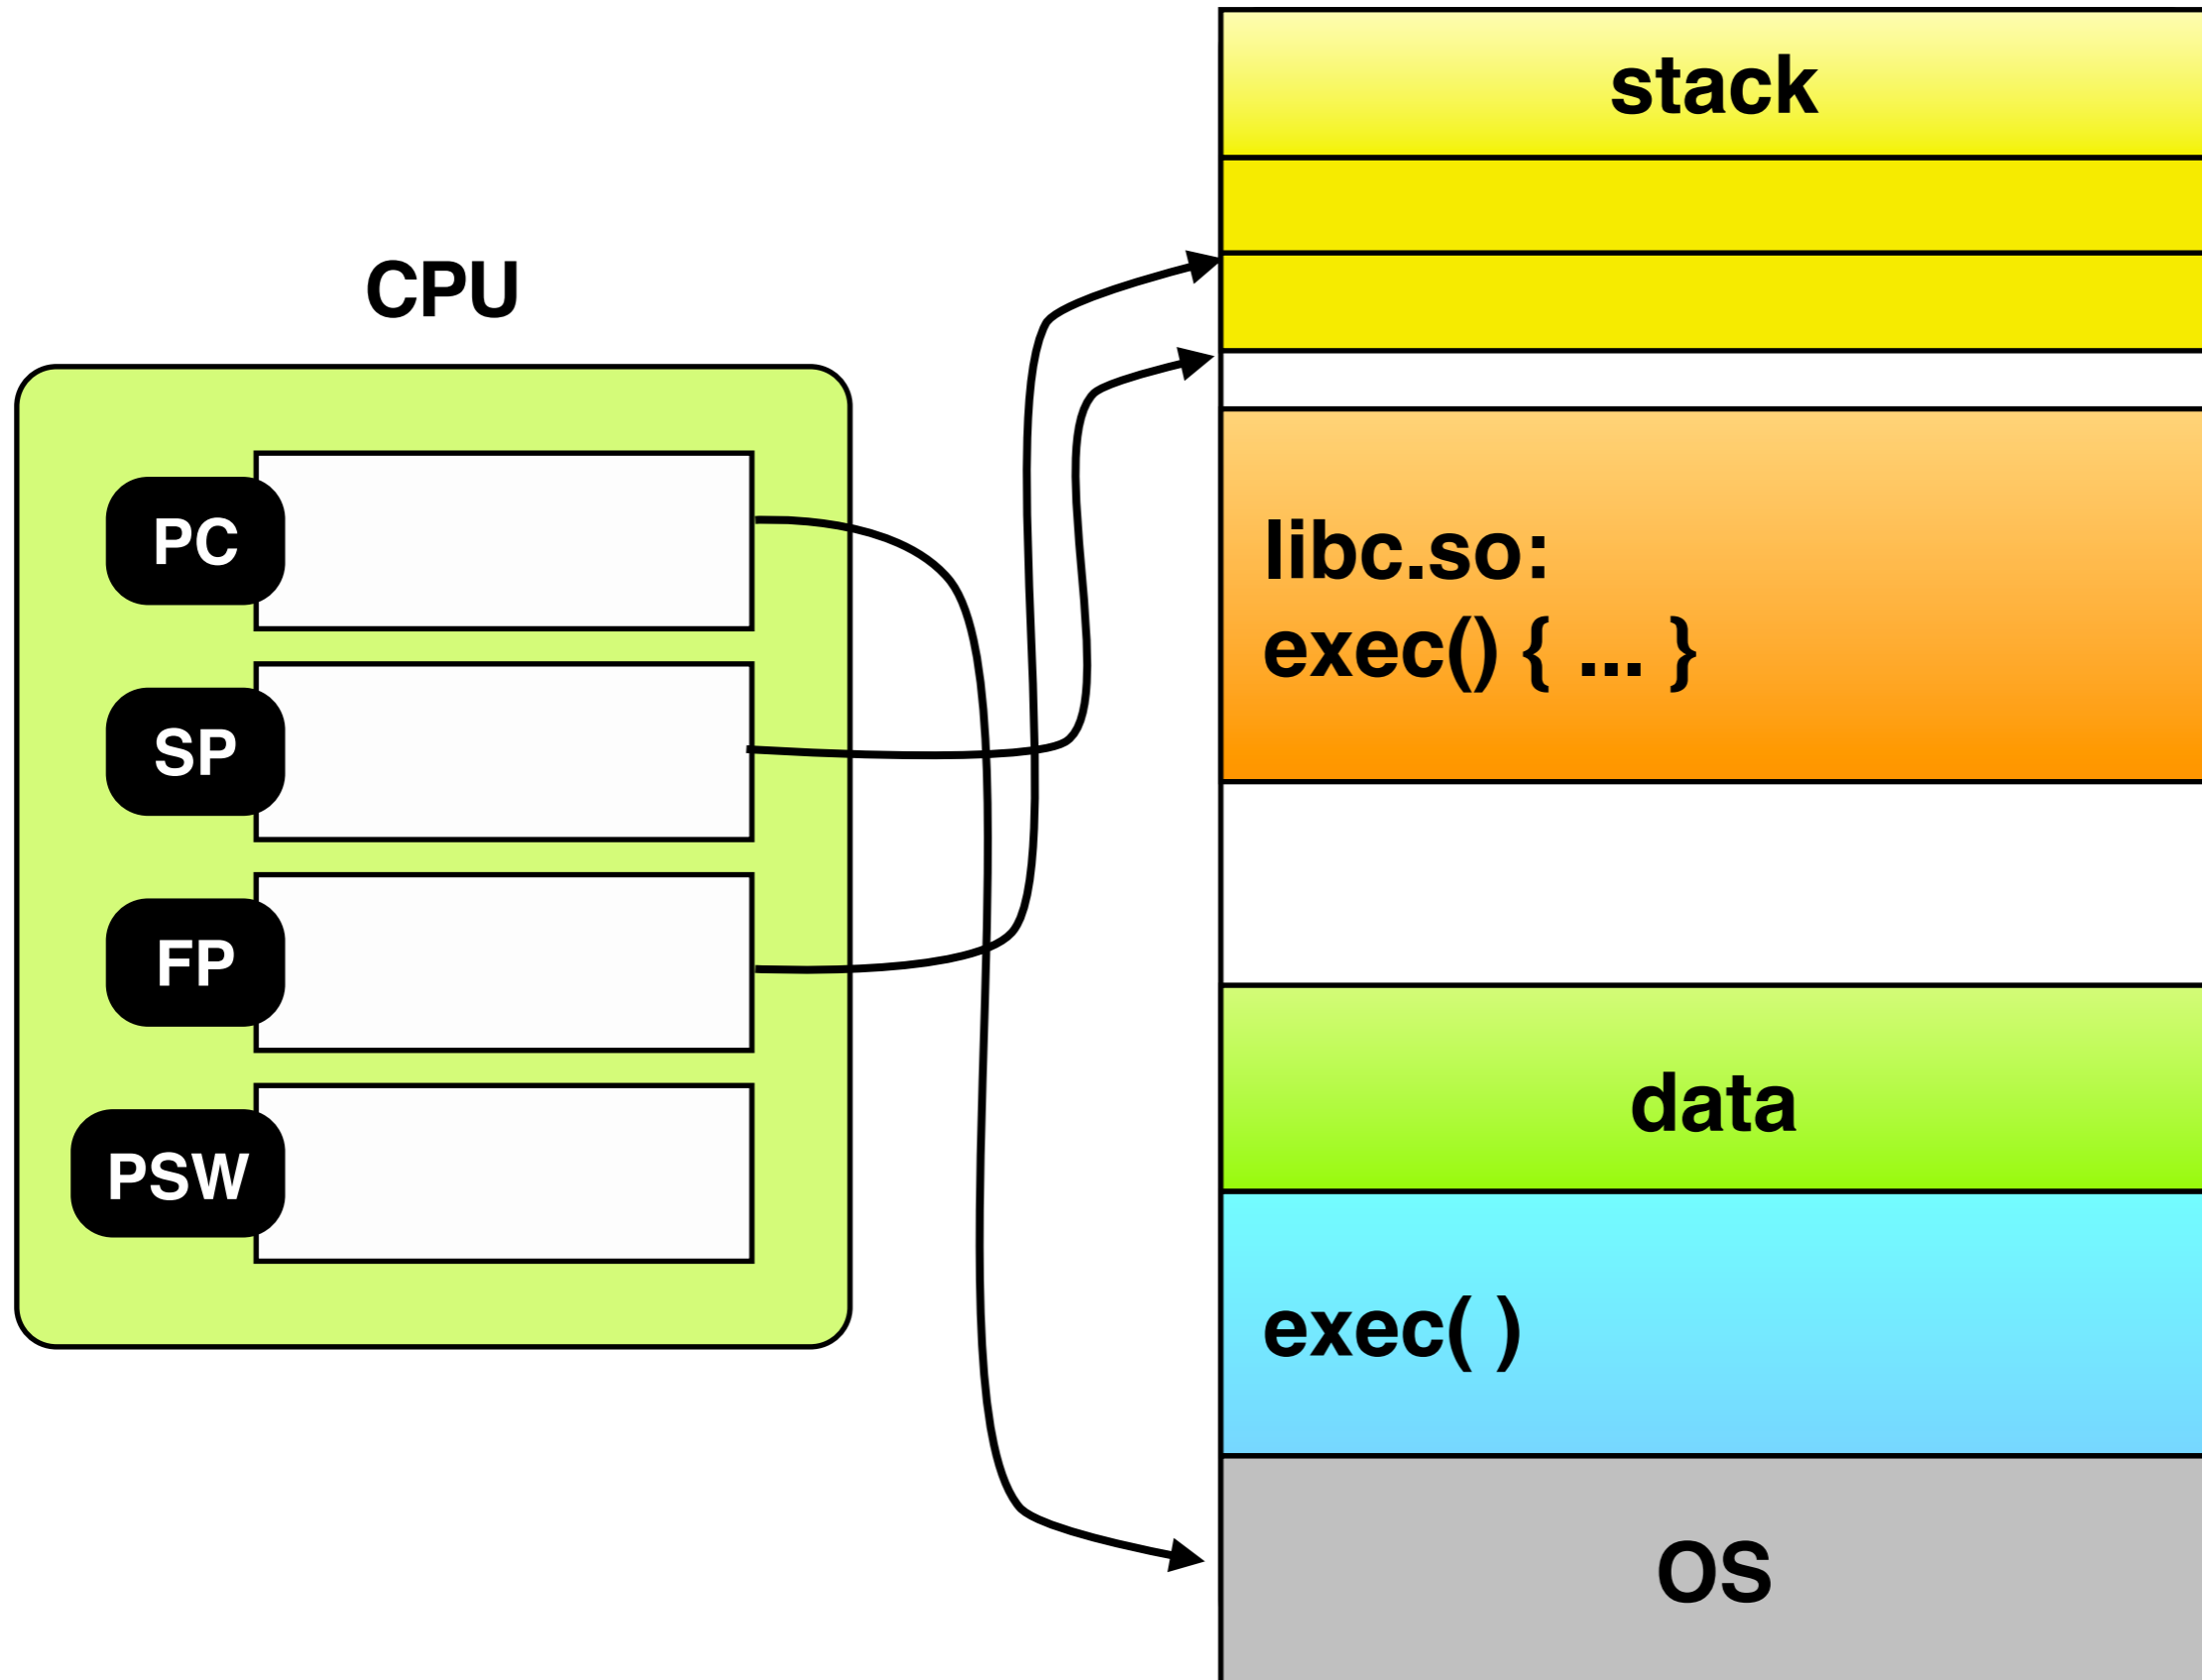 CPU
PC
SP
FP
PSW
stack
libc.so:
exec() { ... }
data
exec( )
OS